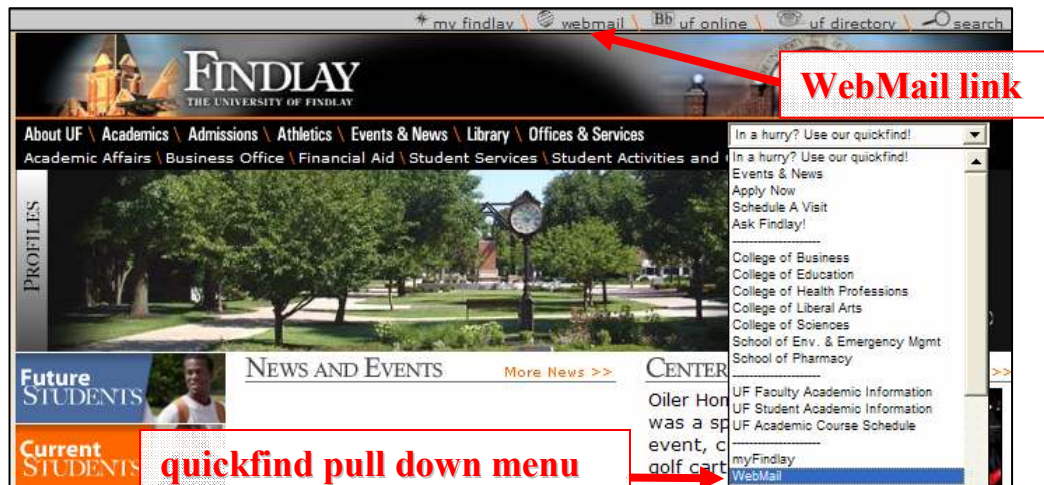 my findlay \ webmail \ Bb uf online \ uf directory \ search
FINDLAY
THE UNIVERSITY OF FINDLAY
WebMail link
About UF \ Academics \ Admissions \ Athletics \ Events & News \ Library \ Offices & Services
In a hurry? Use our quickfind!
Academic Affairs \ Business Office \ Financial Aid \ Student Services \ Student Activities and
In a hurry? Use our quickfind!
Events & News
Apply Now
Schedule A Visit
Ask Findlay!
---------------------
College of Business
College of Education
College of Health Professions
College of Liberal Arts
College of Sciences
School of Env. & Emergency Mgmt
School of Pharmacy
---------------------
UF Faculty Academic Information
UF Student Academic Information
UF Academic Course Schedule
---------------------
myFindlay
WebMail
PROFILES
Future
STUDENTS
Current
STUDENTS
NEWS AND EVENTS
More News >>
CENTER
>>
Oiler
was a
event,
golf cart
quickfind pull down menu